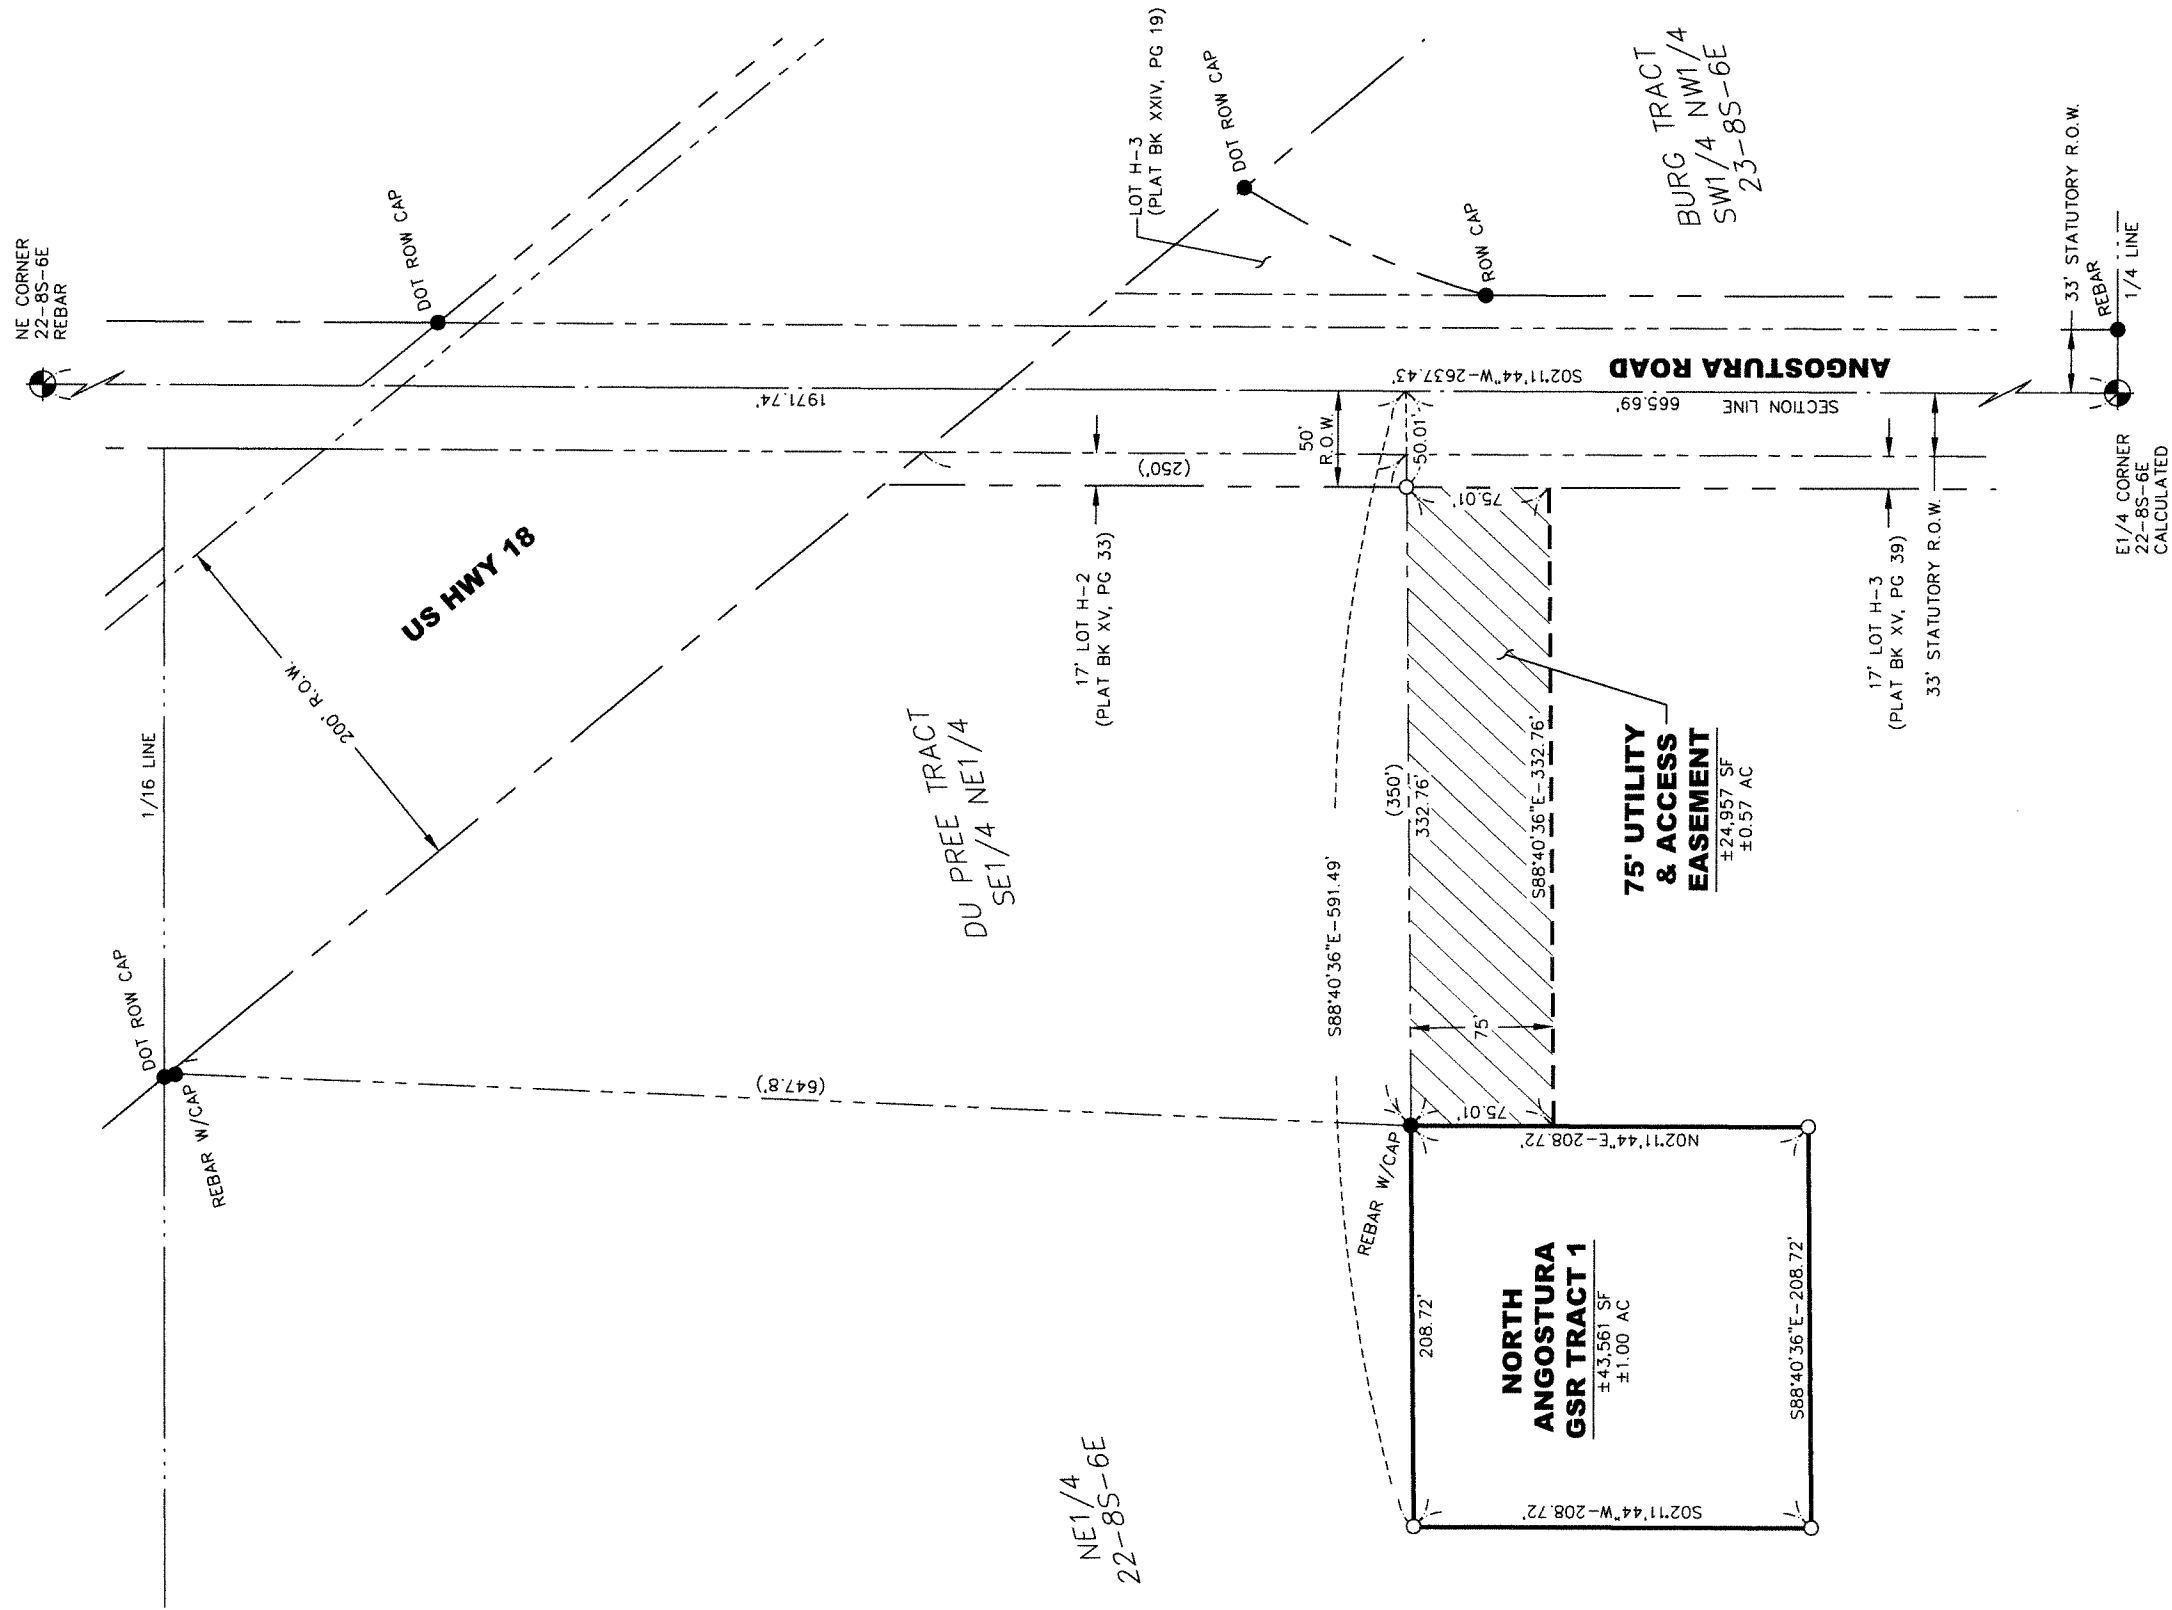 NE CORNER
22-8S-6E
REBAR
DOT ROW CAP
LOT H-3
(PLAT BK XXIV, PG 19)
DOT ROW CAP
BURG TRACT
SW1/4 NW1/4
23-8S-6E
ROW CAP
33' STATUTORY R.O.W.
REBAR
1/4 LINE
ANGOSTURA ROAD
S02°11'44"W-2637.43'
SECTION LINE 665.69'
1971.74'
E1/4 CORNER
22-8S-6E
CALCULATED
50'
R.O.W.
50.01'
(250')
17' LOT H-2
(PLAT BK XV, PG 33)
17' LOT H-3
(PLAT BK XV, PG 39)
33' STATUTORY R.O.W.
US HWY 18
200' R.O.W.
1/16 LINE
DU PREE TRACT
SE1/4 NE1/4
DOT ROW CAP
REBAR W/CAP
(647.8')
S88°40'36"E-591.49'
(350')
332.76'
S88°40'36"E-332.76'
75.01'
75'
75.01'
75' UTILITY
& ACCESS
EASEMENT
±24,957 SF
±0.57 AC
REBAR W/CAP
208.72'
N02°11'44"E-208.72'
NORTH
ANGOSTURA
GSR TRACT 1
±43,561 SF
±1.00 AC
S88°40'36"E-208.72'
S02°11'44"W-208.72'
NE1/4
22-8S-6E